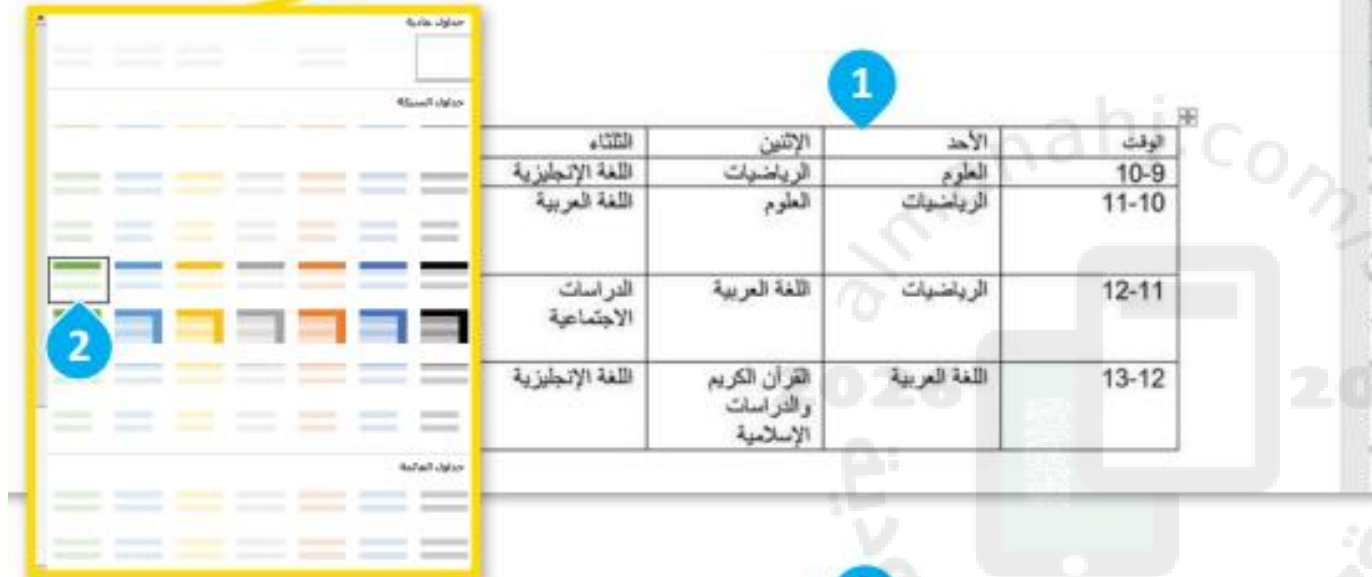 جداول عادية
جداول الشبكة
جداول القائمة
1
2
الوقت الأحد الإثنين الثلثاء
10-9 العلوم الرياضيات اللغة الإنجليزية
11-10 الرياضيات العلوم اللغة العربية
12-11 الرياضيات اللغة العربية الدراسات
الاجتماعية
13-12 اللغة العربية القرآن الكريم اللغة الإنجليزية
والدراسات
الإسلامية